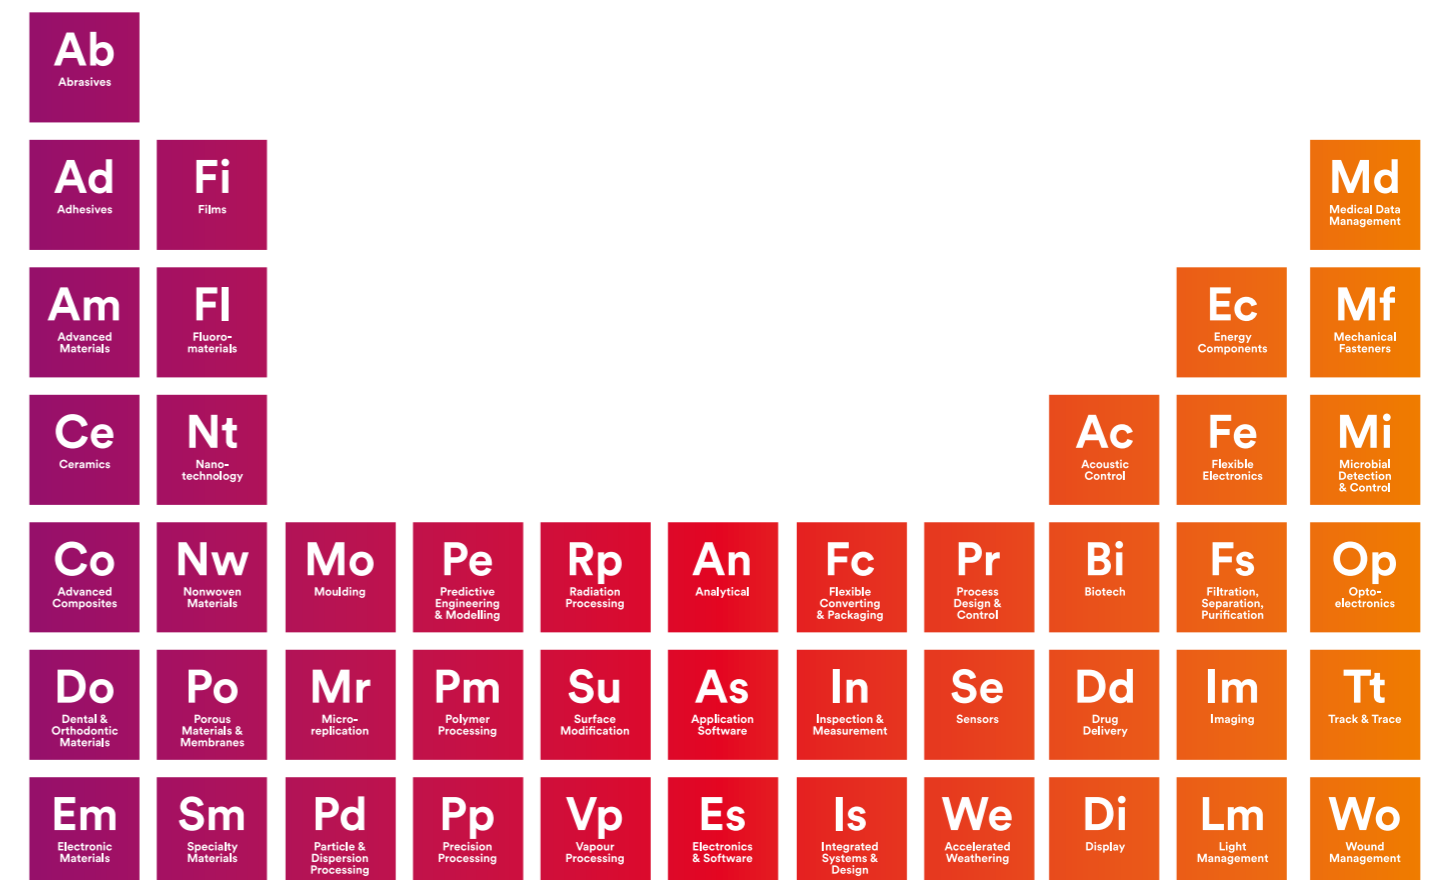 Ab
Abrasives
Ad
Adhesives
Fi
Films
Md
Medical Data
Management
Am
Advanced
Materials
Fl
Fluoro-
materials
Ec
Energy
Components
Mf
Mechanical
Fasteners
Ce
Ceramics
Nt
Nano-
technology
Ac
Acoustic
Control
Fe
Flexible
Electronics
Mi
Microbial
Detection
& Control
Co
Advanced
Composites
Nw
Nonwoven
Materials
Mo
Moulding
Pe
Predictive
Engineering
& Modelling
Rp
Radiation
Processing
An
Analytical
Fc
Flexible
Converting
& Packaging
Pr
Process
Design &
Control
Bi
Biotech
Fs
Filtration,
Separation,
Purification
Op
Opto-
electronics
Do
Dental &
Orthodontic
Materials
Po
Porous
Materials &
Membranes
Mr
Micro-
replication
Pm
Polymer
Processing
Su
Surface
Modification
As
Application
Software
In
Inspection &
Measurement
Se
Sensors
Dd
Drug
Delivery
Im
Imaging
Tt
Track & Trace
Em
Electronic
Materials
Sm
Specialty
Materials
Pd
Particle &
Dispersion
Processing
Pp
Precision
Processing
Vp
Vapour
Processing
Es
Electronics
& Software
Is
Integrated
Systems &
Design
We
Accelerated
Weathering
Di
Display
Lm
Light
Management
Wo
Wound
Management